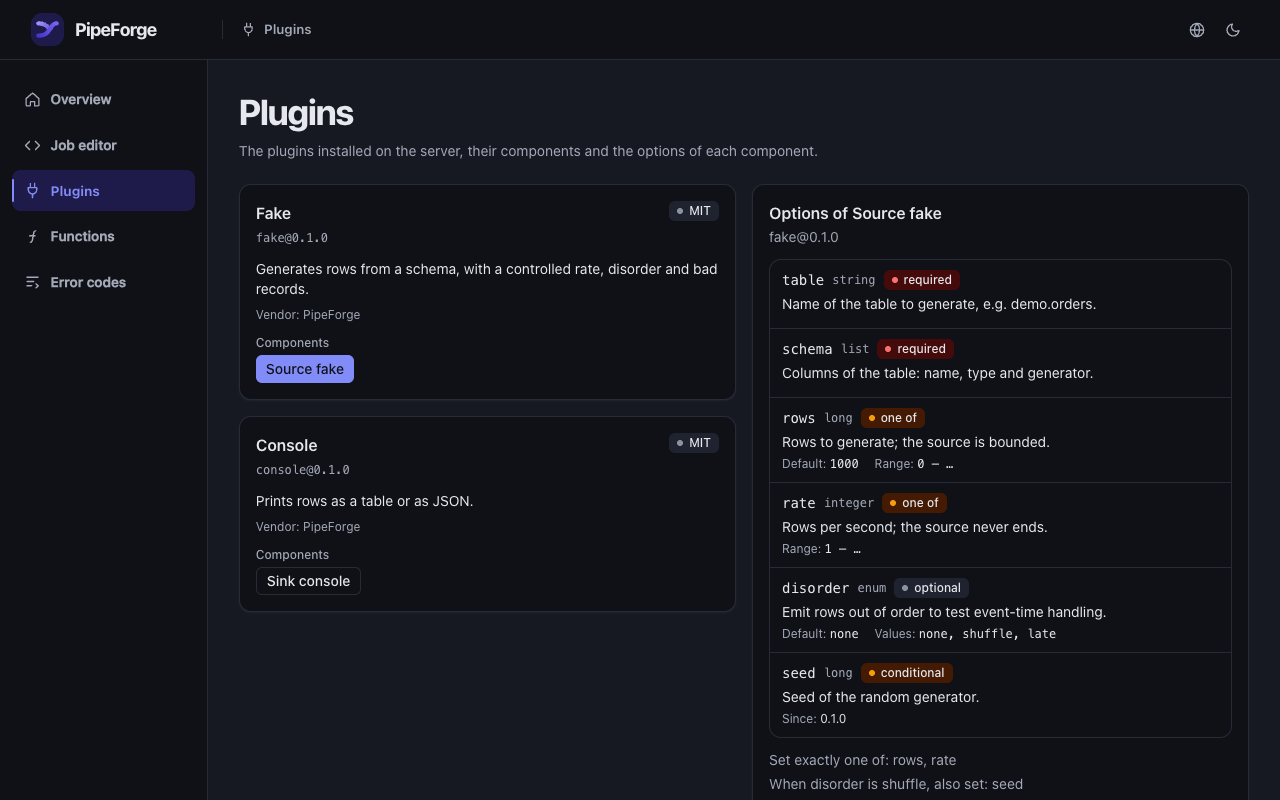 PipeForge
Plugins
Overview
Job editor
Plugins
Functions
Error codes
Plugins
The plugins installed on the server, their components and the options of each component.
Fake
MIT
fake@0.1.0
Generates rows from a schema, with a controlled rate, disorder and bad
records.
Vendor: PipeForge
Components
Source fake
Console
MIT
console@0.1.0
Prints rows as a table or as JSON.
Vendor: PipeForge
Components
Sink console
Options of Source fake
fake@0.1.0
table string required
Name of the table to generate, e.g. demo.orders.
schema list required
Columns of the table: name, type and generator.
rows long one of
Rows to generate; the source is bounded.
Default: 1000 Range: 0 – …
rate integer one of
Rows per second; the source never ends.
Range: 1 – …
disorder enum optional
Emit rows out of order to test event-time handling.
Default: none Values: none, shuffle, late
seed long conditional
Seed of the random generator.
Since: 0.1.0
Set exactly one of: rows, rate
When disorder is shuffle, also set: seed